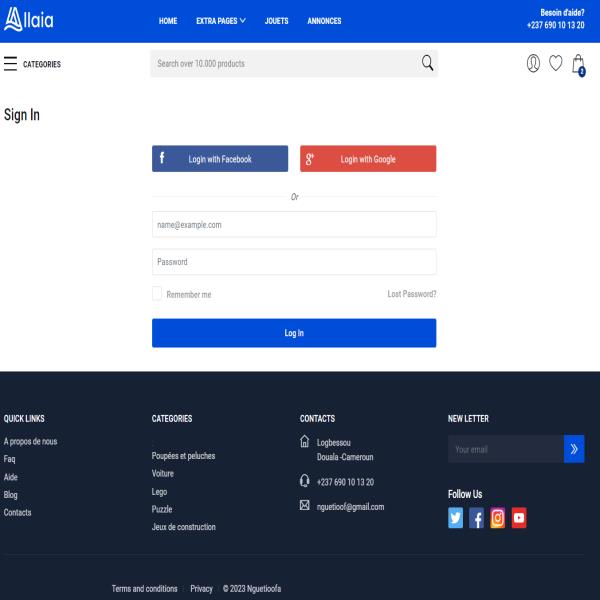 Allaia
HOME
EXTRA PAGES
JOUETS
ANNONCES
Besoin d'aide?
+237 690 10 13 20
CATEGORIES
Search over 10.000 products
2
Sign In
Login with Facebook
Login with Google
Or
name@example.com
Password
Remember me
Lost Password?
Log In
QUICK LINKS
A propos de nous
Faq
Aide
Blog
Contacts
CATEGORIES
Poupées et peluches
Voiture
Lego
Puzzle
Jeux de construction
CONTACTS
Logbessou
Douala -Cameroun
+237 690 10 13 20
nguetioof@gmail.com
NEW LETTER
Your email
Follow Us
Terms and conditions
Privacy
© 2023 Nguetioofa